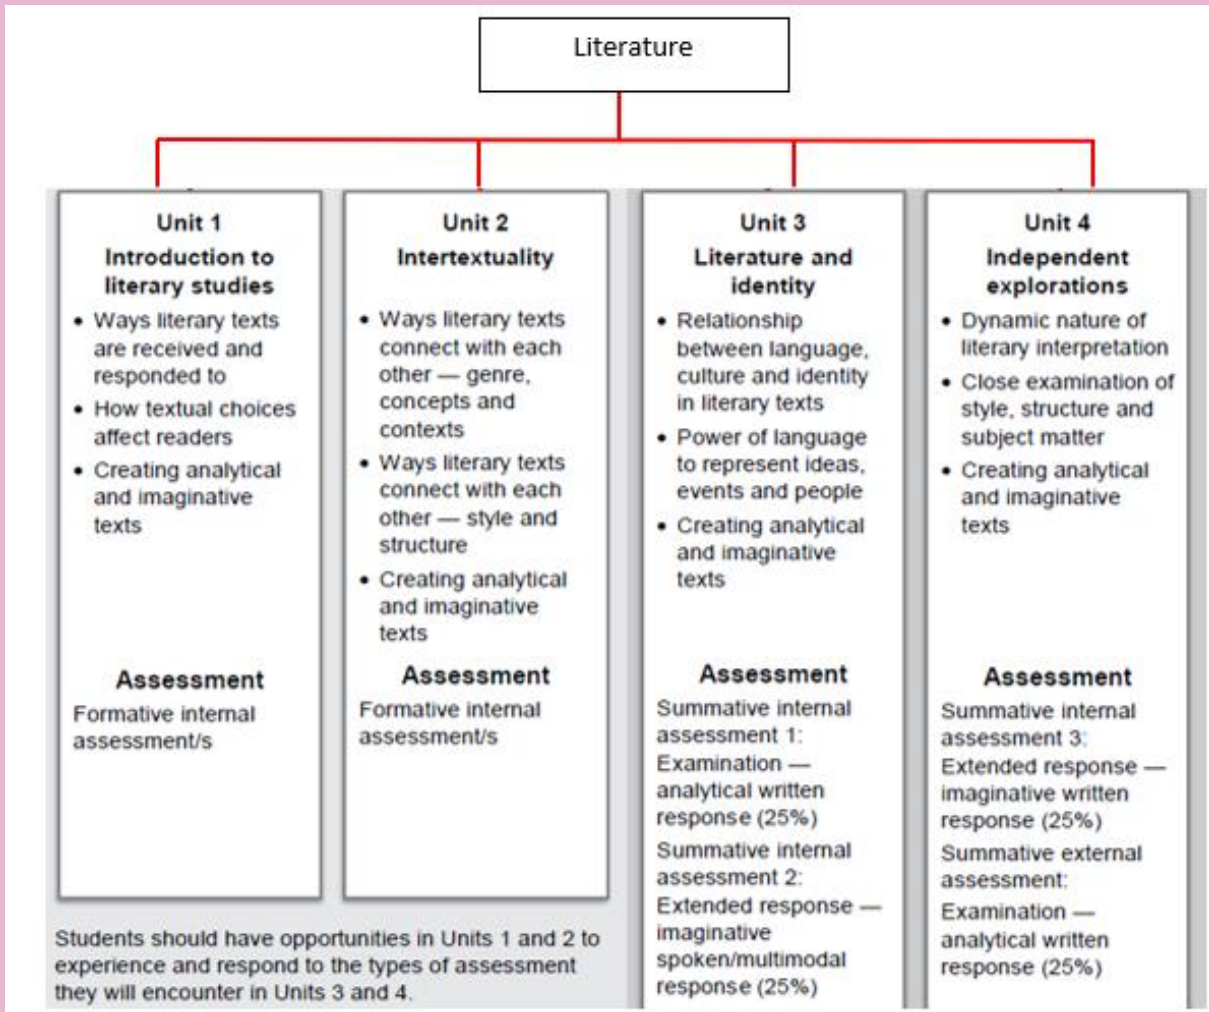 Literature
Unit 1
Introduction to
literary studies
• Ways literary texts
are received and
responded to
• How textual choices
affect readers
• Creating analytical
and imaginative
texts
Assessment
Formative internal
assessment/s
Unit 2
Intertextuality
• Ways literary texts
connect with each
other — genre,
concepts and
contexts
• Ways literary texts
connect with each
other — style and
structure
• Creating analytical
and imaginative
texts
Assessment
Formative internal
assessment/s
Students should have opportunities in Units 1 and 2 to
experience and respond to the types of assessment
they will encounter in Units 3 and 4.
Unit 3
Literature and
identity
• Relationship
between language,
culture and identity
in literary texts
• Power of language
to represent ideas,
events and people
• Creating analytical
and imaginative
texts
Assessment
Summative internal
assessment 1:
Examination —
analytical written
response (25%)
Summative internal
assessment 2:
Extended response —
imaginative
spoken/multimodal
response (25%)
Unit 4
Independent
explorations
• Dynamic nature of
literary interpretation
• Close examination of
style, structure and
subject matter
• Creating analytical
and imaginative
texts
Assessment
Summative internal
assessment 3:
Extended response —
imaginative written
response (25%)
Summative external
assessment:
Examination —
analytical written
response (25%)